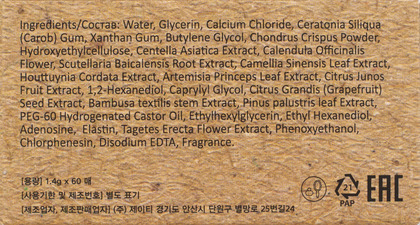 Ingredients/Состав: Water, Glycerin, Calcium Chloride, Ceratonia Siliqua
(Carob) Gum, Xanthan Gum, Butylene Glycol, Chondrus Crispus Powder,
Hydroxyethylcellulose, Centella Asiatica Extract, Calendula Officinalis
Flower, Scutellaria Baicalensis Root Extract, Camellia Sinensis Leaf Extract,
Houttuynia Cordata Extract, Artemisia Princeps Leaf Extract, Citrus Junos
Fruit Extract, 1,2-Hexanediol, Caprylyl Glycol, Citrus Grandis (Grapefruit)
Seed Extract, Bambusa textilis stem Extract, Pinus palustris leaf Extract,
PEG-60 Hydrogenated Castor Oil, Ethylhexylglycerin, Ethyl Hexanediol,
Adenosine, Elastin, Tagetes Erecta Flower Extract, Phenoxyethanol,
Chlorphenesin, Disodium EDTA, Fragrance.
[용량] 1.4g x 60 매
[사용기한 및 제조번호] 별도 표기
[제조업자, 제조판매업자] (주) 제이티 경기도 안산시 단원구 별망로 25번길24
21
PAP
EAC